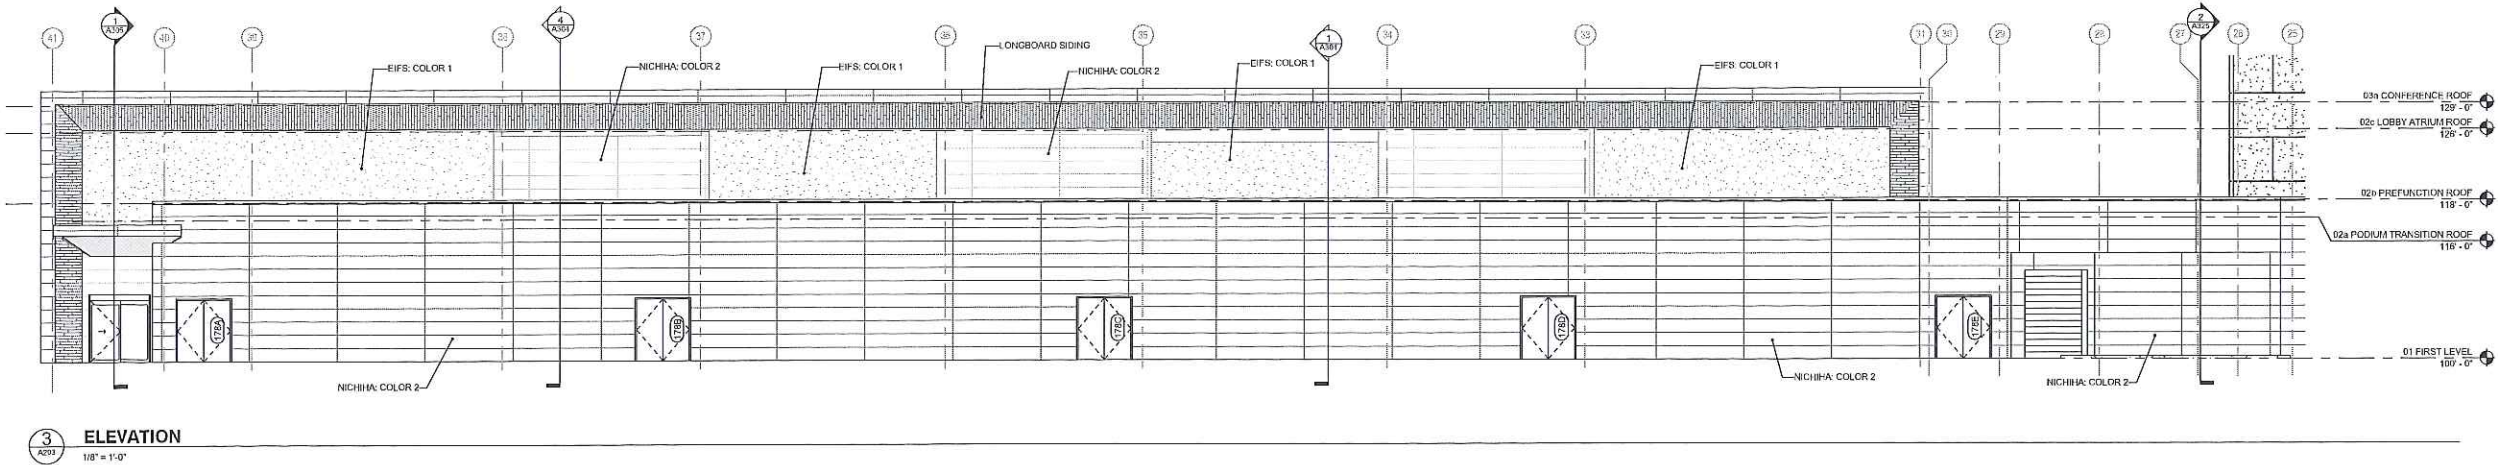 1
A305
4
A304
1
A301
2
A325
41
40
39
38
37
36
35
34
33
31
30
29
28
27
26
25
LONGBOARD SIDING
EIFS: COLOR 1
NICHIHA: COLOR 2
EIFS: COLOR 1
NICHIHA: COLOR 2
EIFS: COLOR 1
EIFS: COLOR 1
03a CONFERENCE ROOF
129' - 0"
02c LOBBY ATRIUM ROOF
126' - 0"
02b PREFUNCTION ROOF
118' - 0"
02a PODIUM TRANSITION ROOF
116' - 0"
01 FIRST LEVEL
100' - 0"
178A
178B
178C
178D
178E
NICHIHA: COLOR 2
NICHIHA: COLOR 2
NICHIHA: COLOR 2
3
A203
ELEVATION
1/8" = 1'-0"